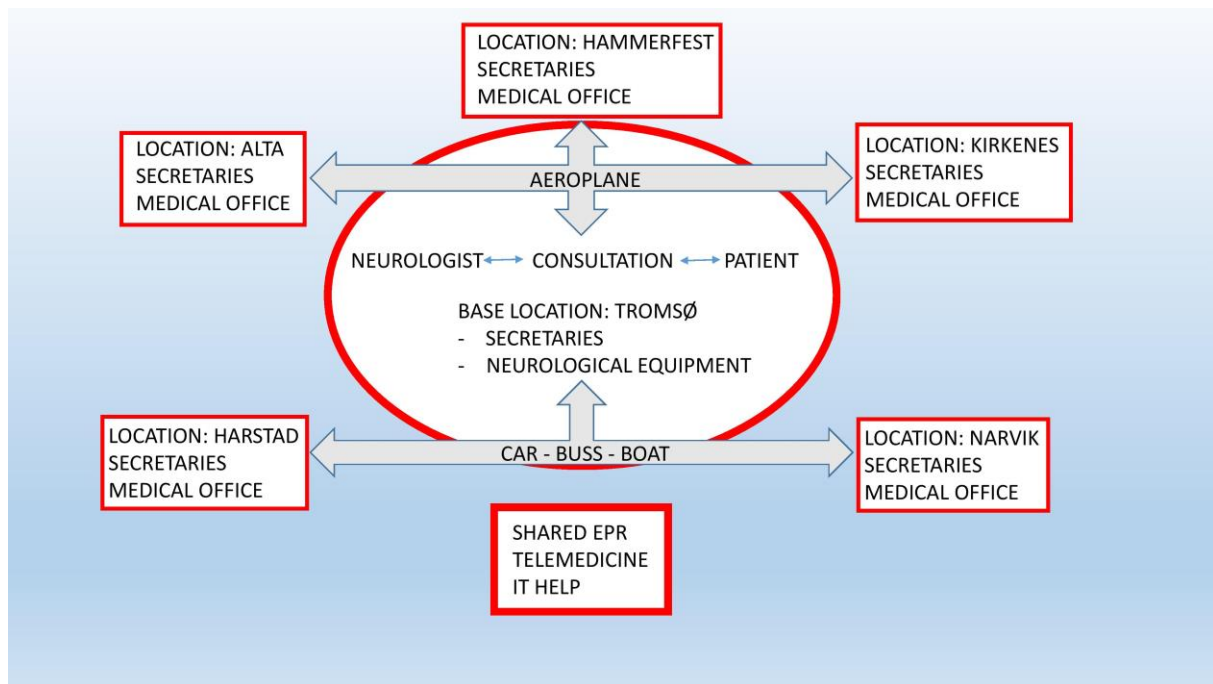 LOCATION: HAMMERFEST
SECRETARIES
MEDICAL OFFICE
LOCATION: ALTA
SECRETARIES
MEDICAL OFFICE
AEROPLANE
LOCATION: KIRKENES
SECRETARIES
MEDICAL OFFICE
NEUROLOGIST CONSULTATION PATIENT
BASE LOCATION: TROMSØ
- SECRETARIES
- NEUROLOGICAL EQUIPMENT
LOCATION: HARSTAD
SECRETARIES
MEDICAL OFFICE
CAR - BUSS - BOAT
LOCATION: NARVIK
SECRETARIES
MEDICAL OFFICE
SHARED EPR
TELEMEDICINE
IT HELP